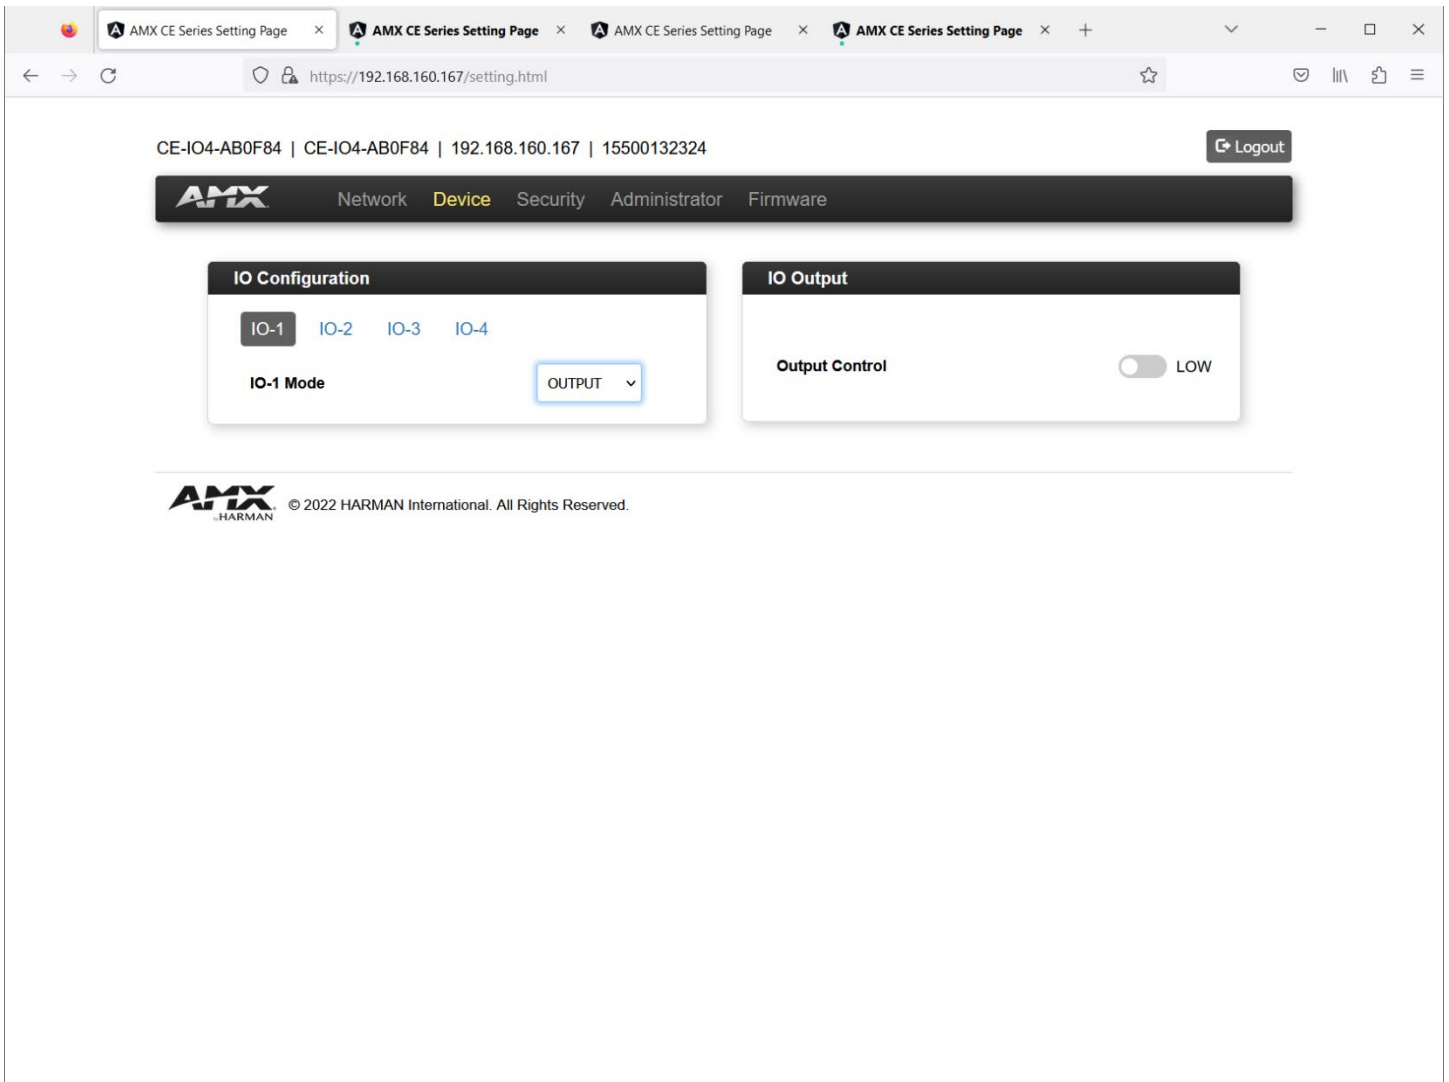 AMX CE Series Setting Page AMX CE Series Setting Page AMX CE Series Setting Page AMX CE Series Setting Page
https://192.168.160.167/setting.html
CE-IO4-AB0F84 | CE-IO4-AB0F84 | 192.168.160.167 | 15500132324 Logout
AMX Network Device Security Administrator Firmware
IO Configuration
IO-1 IO-2 IO-3 IO-4
IO-1 Mode OUTPUT
IO Output
Output Control LOW
AMX by HARMAN © 2022 HARMAN International. All Rights Reserved.